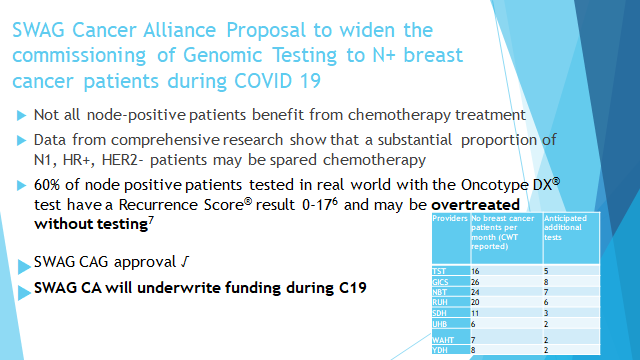 SWAG Cancer Alliance Proposal to widen the
commissioning of Genomic Testing to N+ breast
cancer patients during COVID 19
Not all node-positive patients benefit from chemotherapy treatment
Data from comprehensive research show that a substantial proportion of
N1, HR+, HER2- patients may be spared chemotherapy
60% of node positive patients tested in real world with the Oncotype DX®
test have a Recurrence Score® result 0-17⁶ and may be overtreated
without testing⁷
SWAG CAG approval √
SWAG CA will underwrite funding during C19
Providers No breast cancer patients per month (CWT reported) Anticipated additional tests
TST 16 5
GICS 26 8
NBT 24 7
RUH 20 6
SDH 11 3
UHB 6 2
WAHT 7 2
YDH 8 2